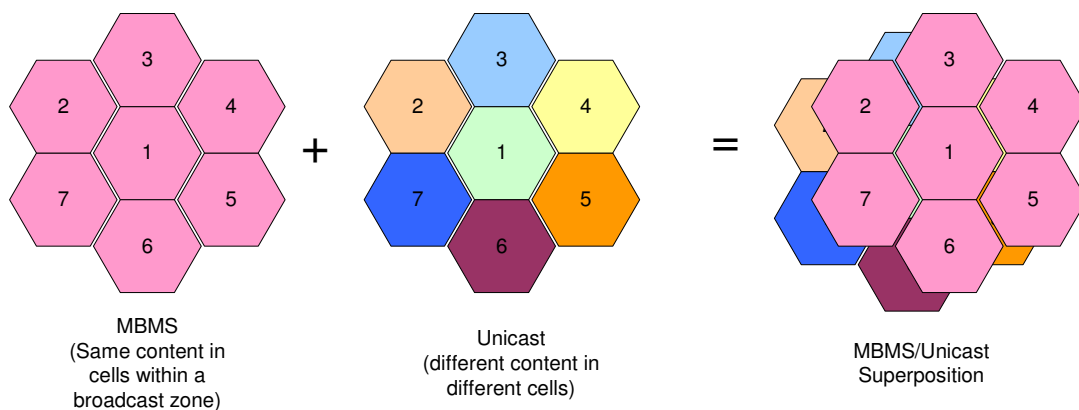 3
2
4
1
7
5
6
+
3
2
4
1
7
5
6
=
3
2
4
1
7
5
6
MBMS
(Same content in
cells within a
broadcast zone)
Unicast
(different content in
different cells)
MBMS/Unicast
Superposition